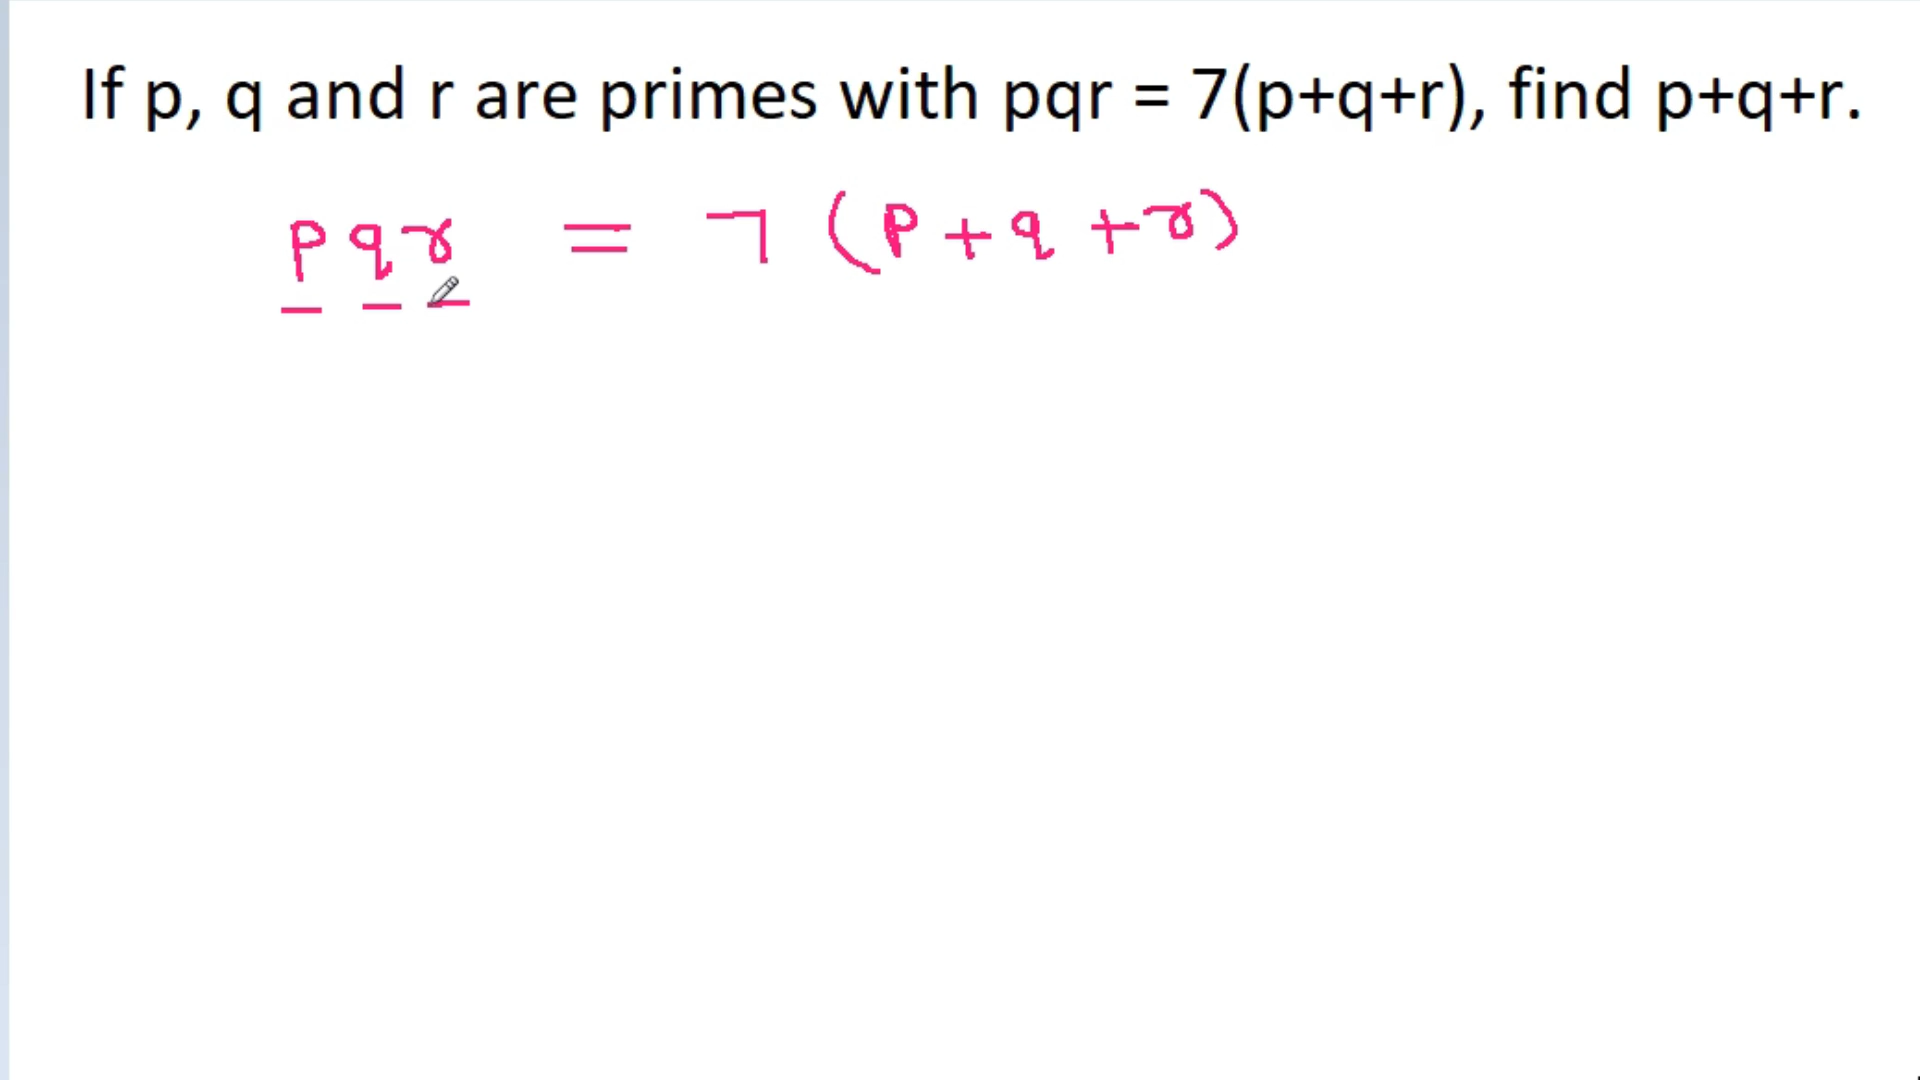 If p, q and r are primes with pqr = 7(p+q+r), find p+q+r.
pqr = 7(p+q+r)